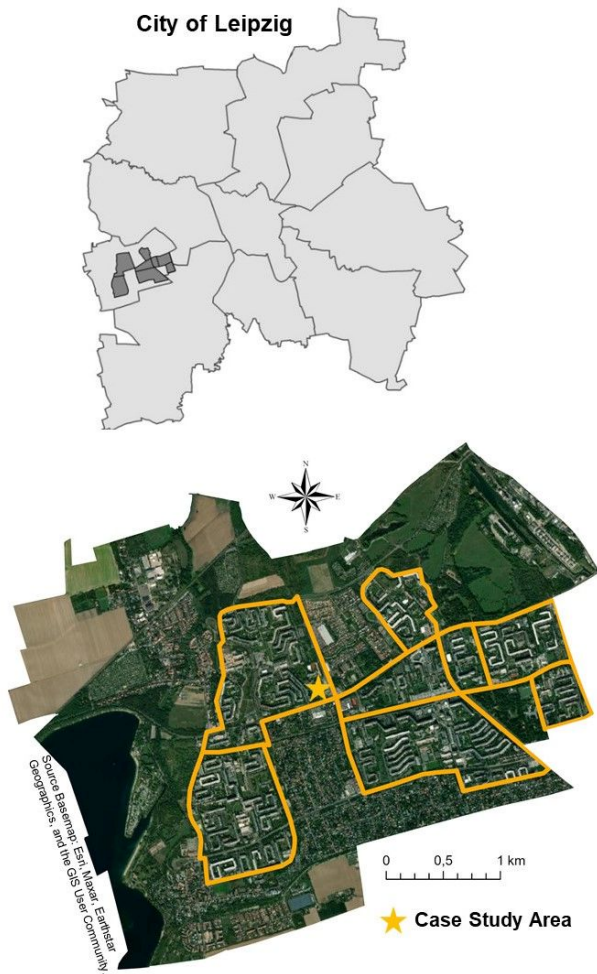 City of Leipzig
N
W E
S
Source Basemap: Esri, Maxar, Earthstar
Geographics, and the GIS User Community
0 0,5 1 km
Case Study Area